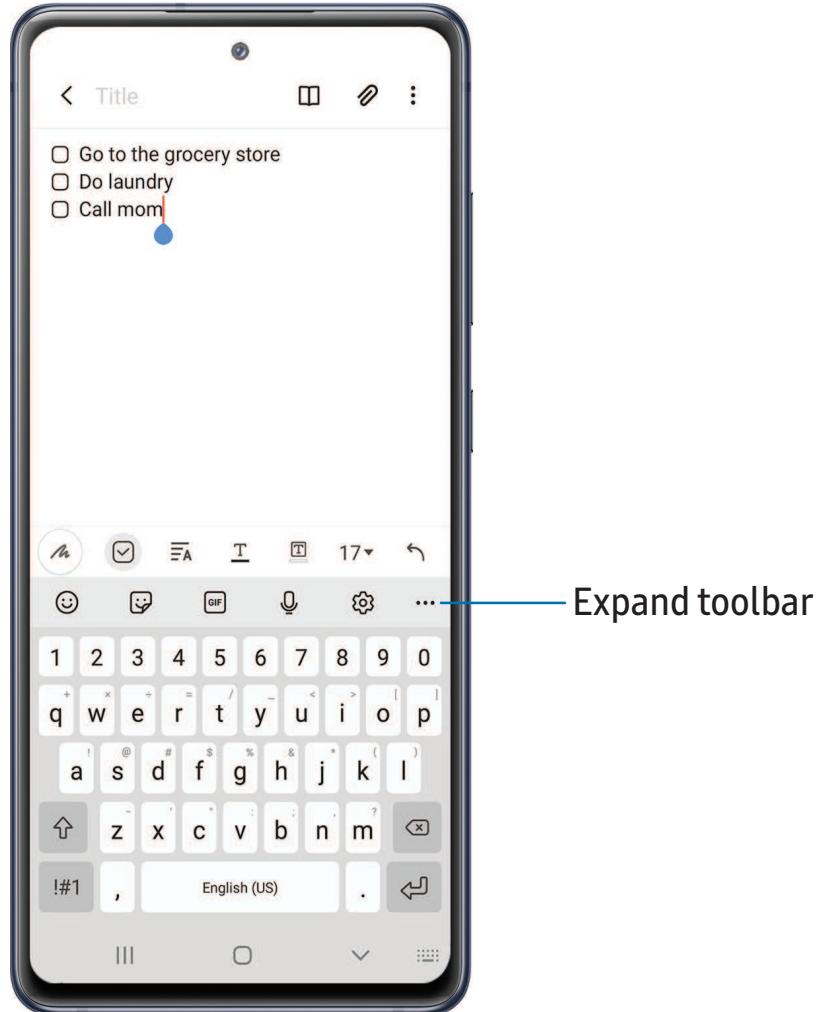 Title
Go to the grocery store
Do laundry
Call mom
17
GIF
Expand toolbar
1 2 3 4 5 6 7 8 9 0
+ × ÷ = / _ < > [ ]
q w e r t y u i o p
! @ # $ % & * ( )
a s d f g h j k l
- ' " : ; , ?
z x c v b n m
!#1 , English (US) .